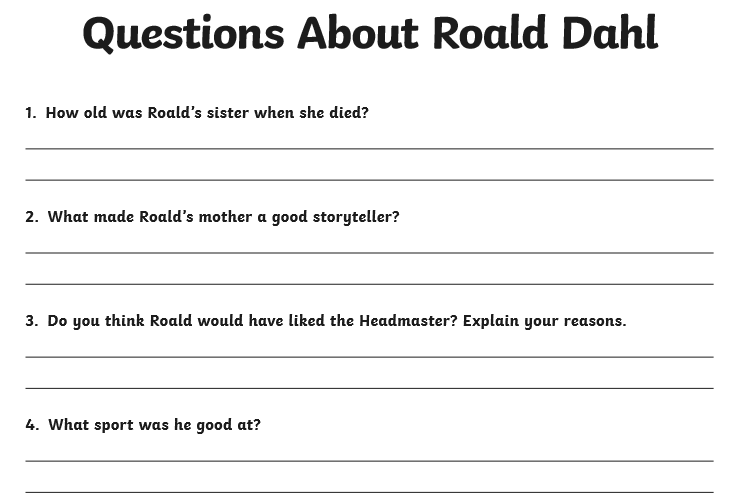 Questions About Roald Dahl
1. How old was Roald’s sister when she died?
2. What made Roald’s mother a good storyteller?
3. Do you think Roald would have liked the Headmaster? Explain your reasons.
4. What sport was he good at?